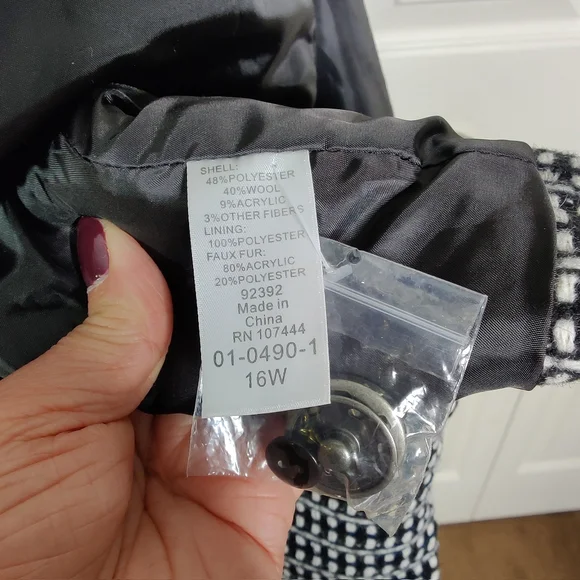 SHELL:
48%POLYESTER
40%WOOL
9%ACRYLIC
3%OTHER FIBERS
LINING:
100%POLYESTER
FAUX FUR:
80%ACRYLIC
20%POLYESTER
92392
Made in
China
RN 107444
01-0490-1
16W